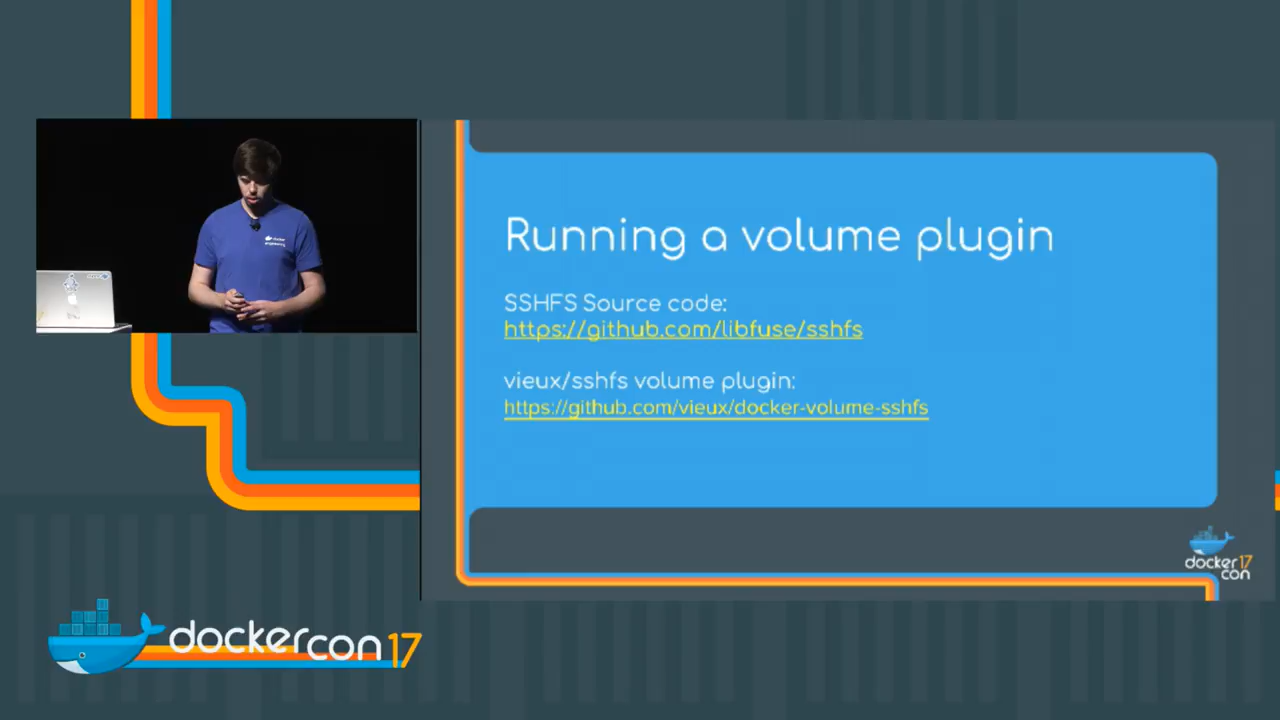 Running a volume plugin
SSHFS Source code:
https://github.com/libfuse/sshfs
vieux/sshfs volume plugin:
https://github.com/vieux/docker-volume-sshfs
docker
docker 17
con
dockercon 17